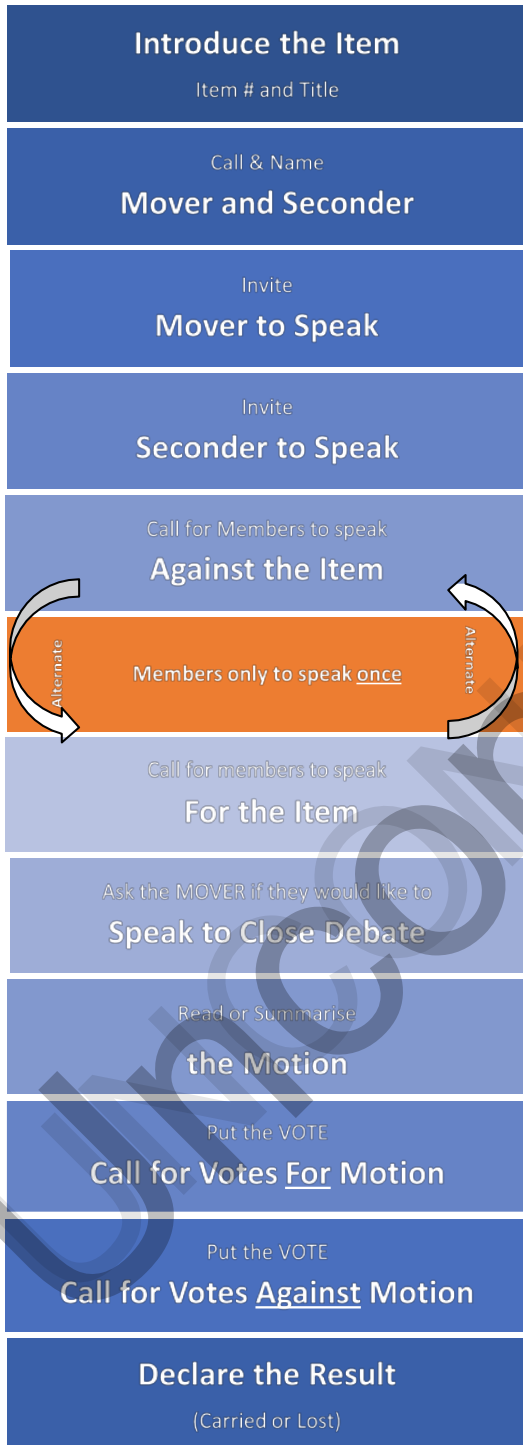 Introduce the Item
Item # and Title
Call & Name
Mover and Seconder
Invite
Mover to Speak
Invite
Seconder to Speak
Call for Members to speak
Against the Item
Alternate
Members only to speak once
Alternate
Call for members to speak
For the Item
Ask the MOVER if they would like to
Speak to Close Debate
Read or Summarise
the Motion
Put the VOTE
Call for Votes For Motion
Put the VOTE
Call for Votes Against Motion
Declare the Result
(Carried or Lost)